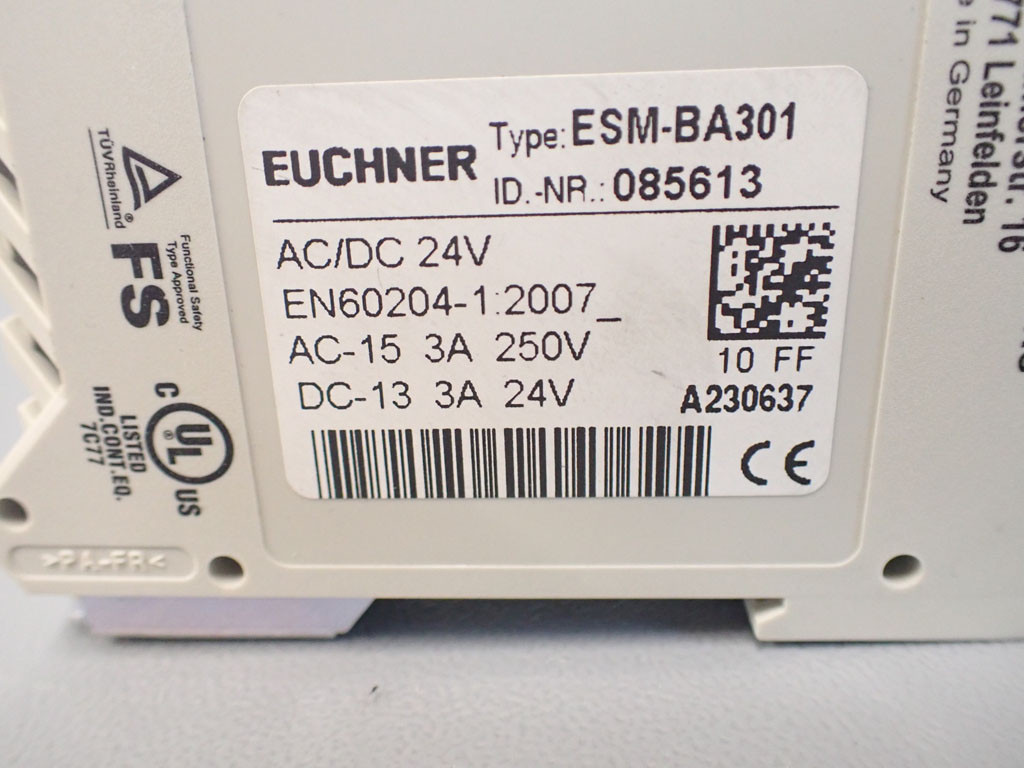 EUCHNER
Type: ESM-BA301
ID.-NR.: 085613
AC/DC 24V
EN60204-1:2007_
AC-15 3A 250V
DC-13 3A 24V
10 FF
A230637
CE
TÜVRheinland®
FS
Functional Safety
Type Approved
C UL® US
LISTED
IND.CONT.EQ.
7C77
>PA-FR<
16
771 Leinfelden
in Germany